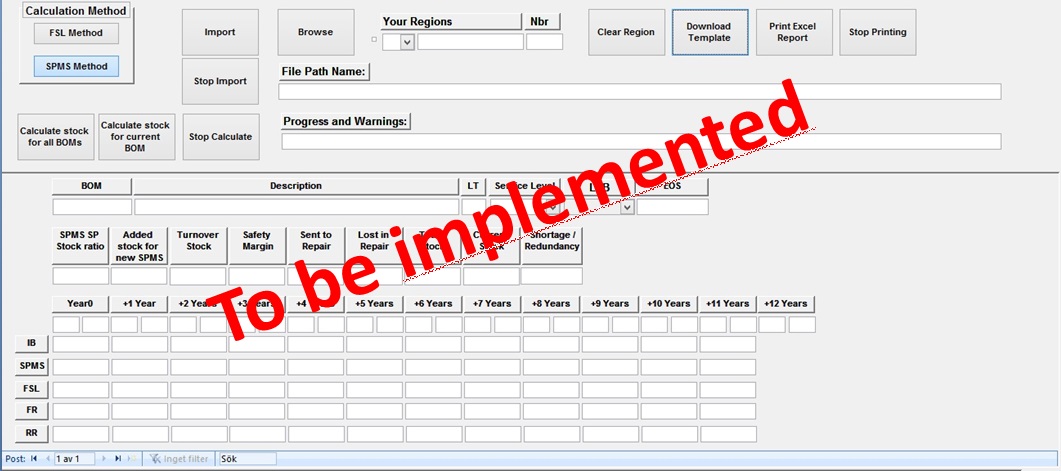 Calculation Method
FSL Method
SPMS Method
Import
Browse
Your Regions
Nbr
Clear Region
Download
Template
Print Excel
Report
Stop Printing
Stop Import
File Path Name:
Calculate stock
for all BOMs
Calculate stock
for current
BOM
Stop Calculate
Progress and Warnings:
To be implemented
BOM
Description
LT
Service Level
EOS
SPMS SP
Stock ratio
Added
stock for
new SPMS
Turnover
Stock
Safety
Margin
Sent to
Repair
Lost in
Repair
Stock
Stock
Shortage /
Redundancy
Year0
+1 Year
+2 Years
+3 Years
+4 Years
+5 Years
+6 Years
+7 Years
+8 Years
+9 Years
+10 Years
+11 Years
+12 Years
IB
SPMS
FSL
FR
RR
Post:
1 av 1
Inget filter
Sök